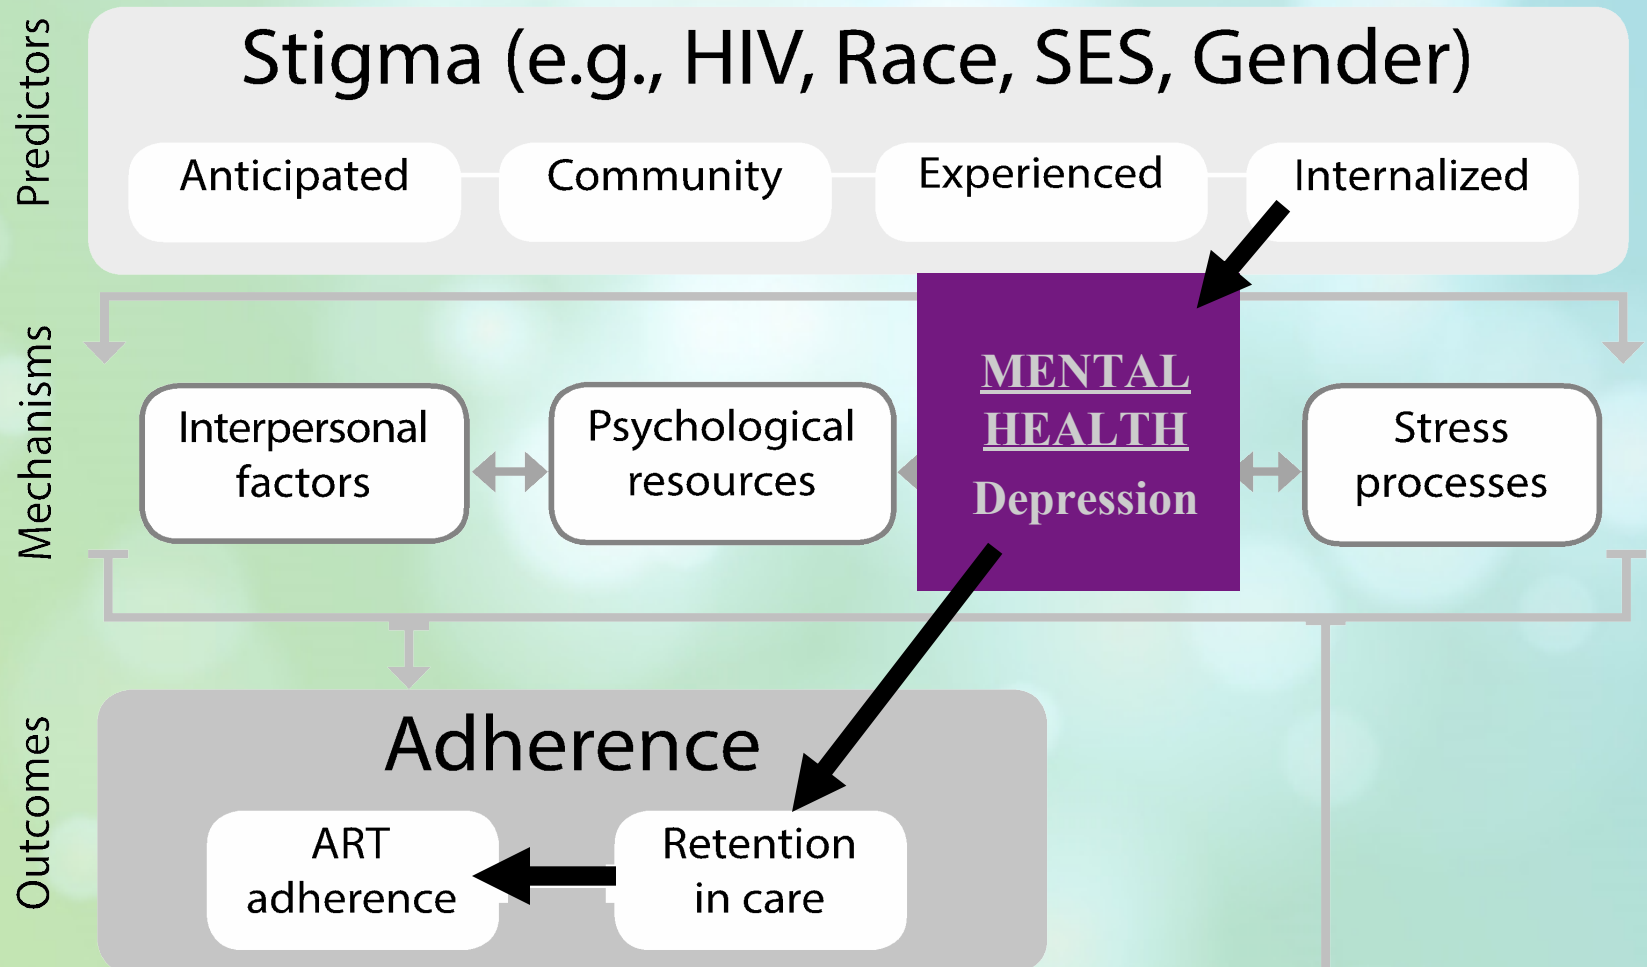 Predictors
Stigma (e.g., HIV, Race, SES, Gender)
Anticipated
Community
Experienced
Internalized
Mechanisms
Interpersonal
factors
Psychological
resources
MENTAL
HEALTH
Depression
Stress
processes
Outcomes
Adherence
ART
adherence
Retention
in care